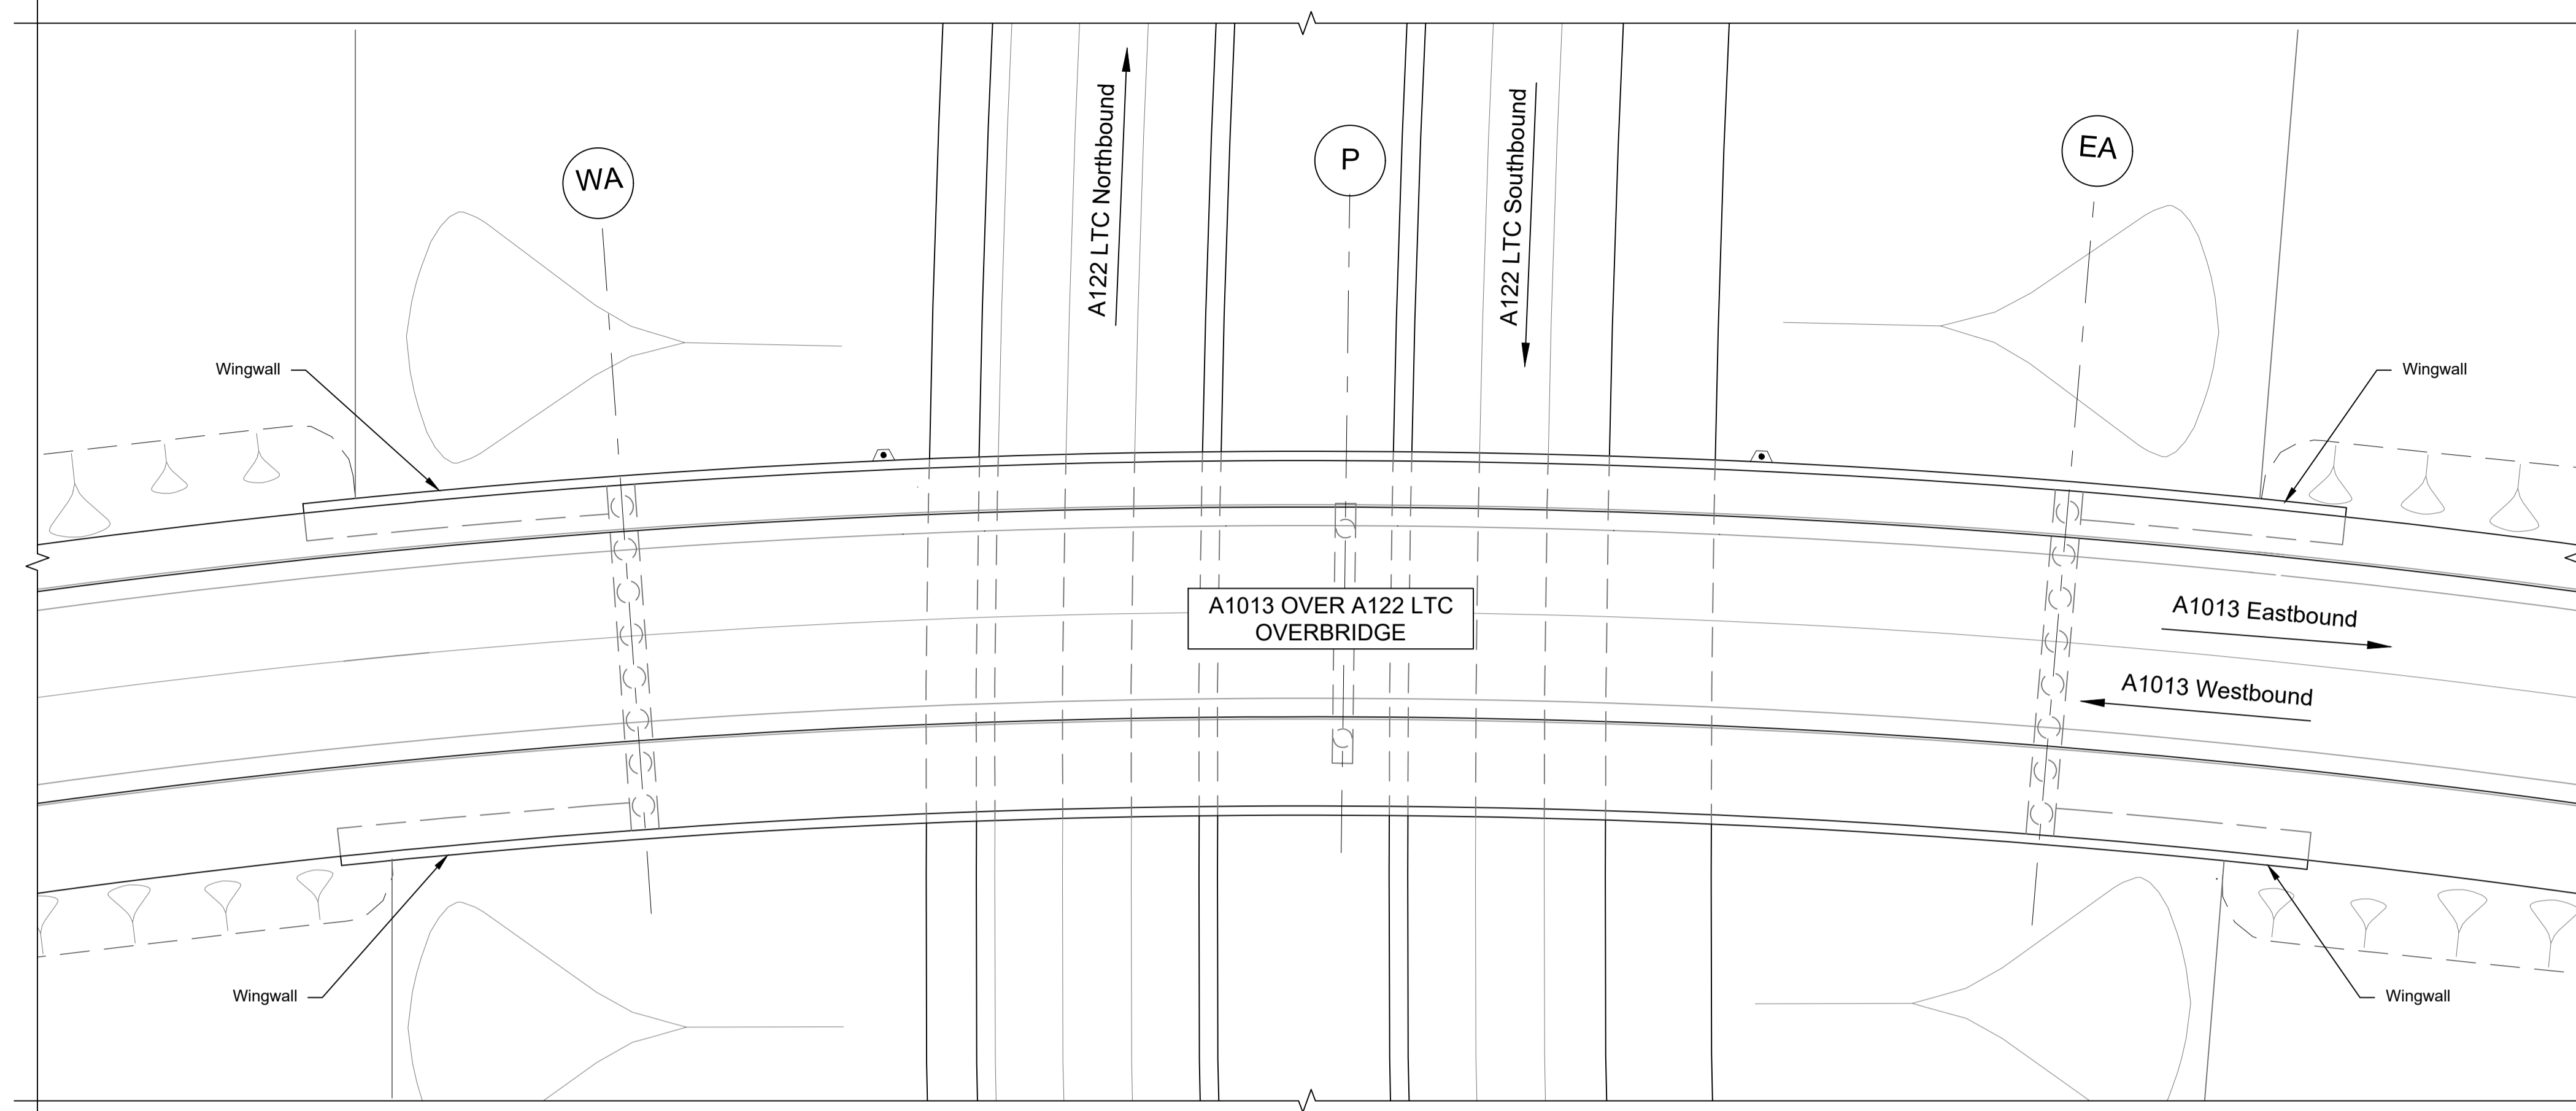 A122 LTC Northbound
A122 LTC Southbound
WA
P
EA
Wingwall
Wingwall
A1013 OVER A122 LTC
OVERBRIDGE
A1013 Eastbound
A1013 Westbound
Wingwall
Wingwall